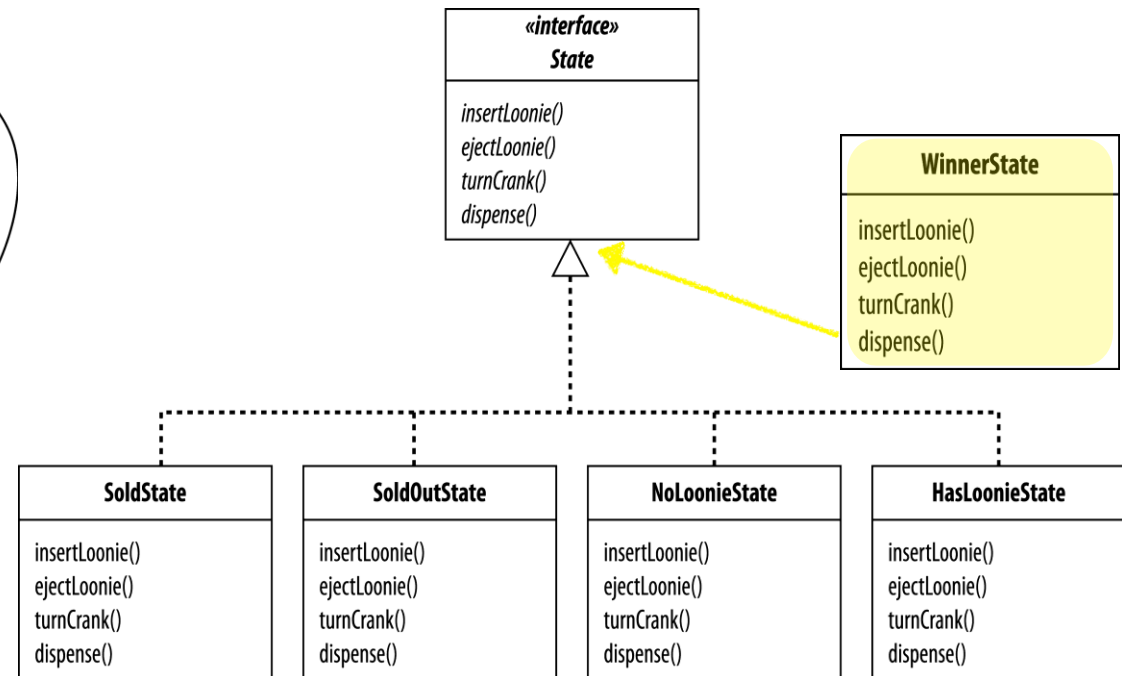 «interface»
State
insertLoonie()
ejectLoonie()
turnCrank()
dispense()
WinnerState
insertLoonie()
ejectLoonie()
turnCrank()
dispense()
SoldState
insertLoonie()
ejectLoonie()
turnCrank()
dispense()
SoldOutState
insertLoonie()
ejectLoonie()
turnCrank()
dispense()
NoLoonieState
insertLoonie()
ejectLoonie()
turnCrank()
dispense()
HasLoonieState
insertLoonie()
ejectLoonie()
turnCrank()
dispense()